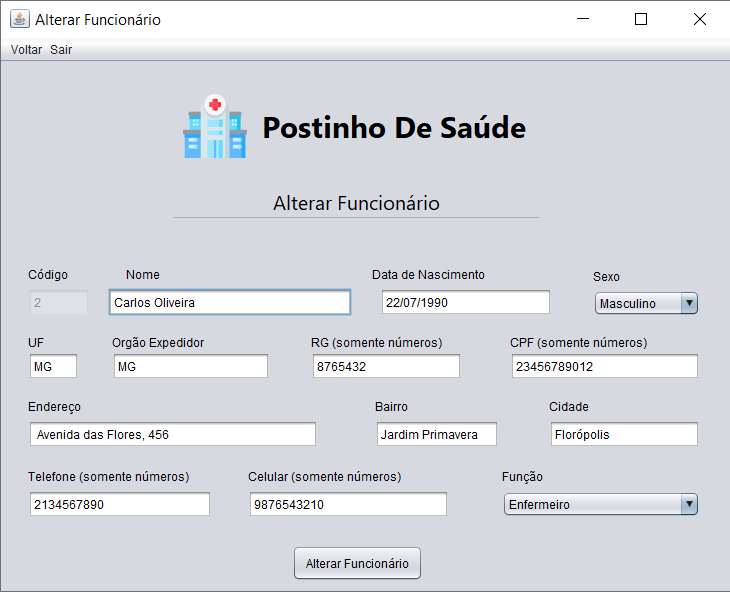 Alterar Funcionário
Voltar Sair
Postinho De Saúde
Alterar Funcionário
Código Nome Data de Nascimento Sexo
2 Carlos Oliveira 22/07/1990 Masculino
UF Orgão Expedidor RG (somente números) CPF (somente números)
MG MG 8765432 23456789012
Endereço Bairro Cidade
Avenida das Flores, 456 Jardim Primavera Florópolis
Telefone (somente números) Celular (somente números) Função
2134567890 9876543210 Enfermeiro
Alterar Funcionário